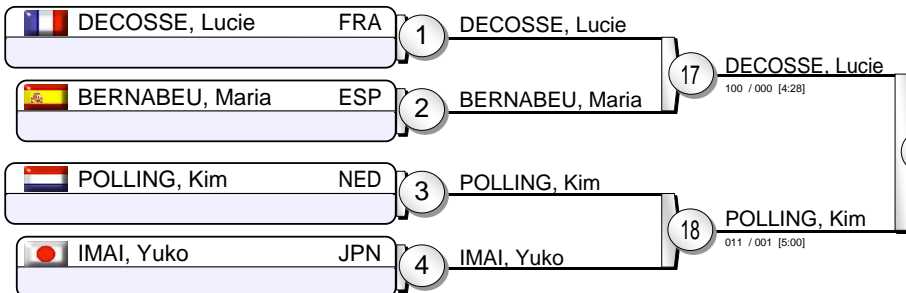 DECOSSE, Lucie FRA
1
DECOSSE, Lucie
17
DECOSSE, Lucie
100 / 000 [4:28]
BERNABEU, Maria ESP
2
BERNABEU, Maria
POLLING, Kim NED
3
POLLING, Kim
18
POLLING, Kim
011 / 001 [5:00]
IMAI, Yuko JPN
4
IMAI, Yuko